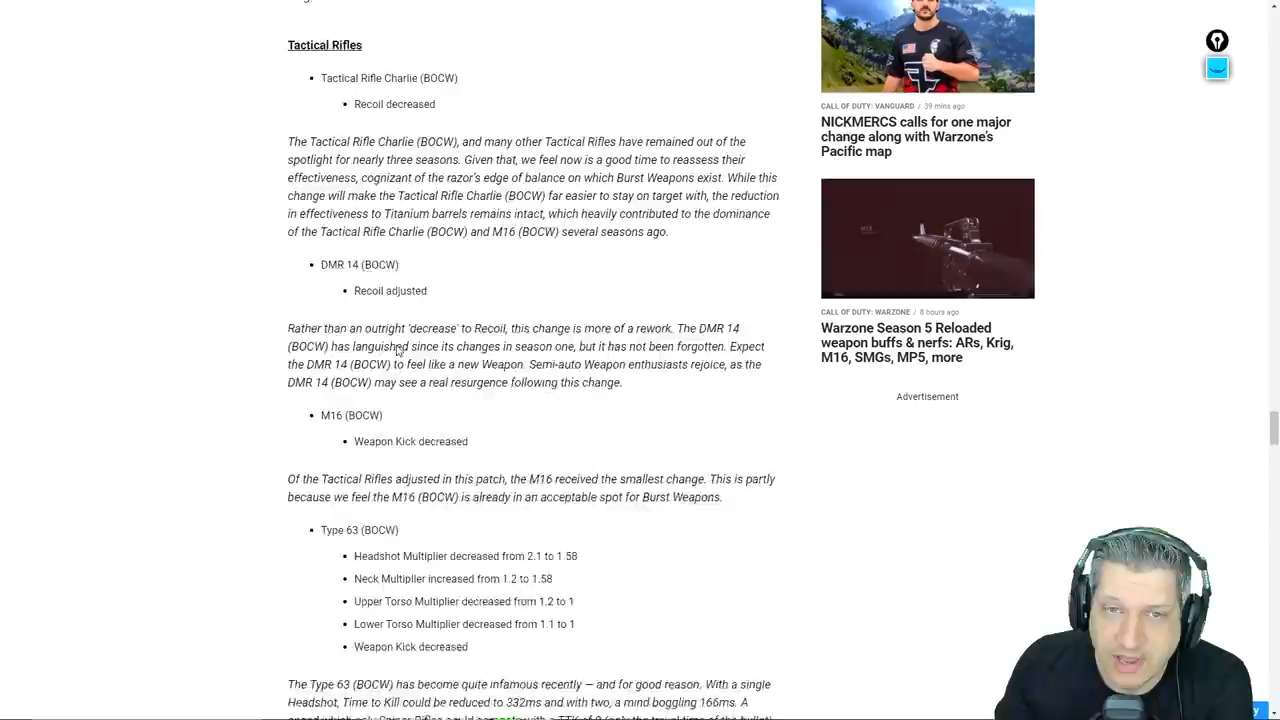 Tactical Rifles
Tactical Rifle Charlie (BOCW)
Recoil decreased
The Tactical Rifle Charlie (BOCW), and many other Tactical Rifles have remained out of the
spotlight for nearly three seasons. Given that, we feel now is a good time to reassess their
effectiveness, cognizant of the razor's edge of balance on which Burst Weapons exist. While this
change will make the Tactical Rifle Charlie (BOCW) far easier to stay on target with, the reduction
in effectiveness to Titanium barrels remains intact, which heavily contributed to the dominance
of the Tactical Rifle Charlie (BOCW) and M16 (BOCW) several seasons ago.
DMR 14 (BOCW)
Recoil adjusted
Rather than an outright 'decrease' to Recoil, this change is more of a rework. The DMR 14
(BOCW) has languished since its changes in season one, but it has not been forgotten. Expect
the DMR 14 (BOCW) to feel like a new Weapon. Semi-auto Weapon enthusiasts rejoice, as the
DMR 14 (BOCW) may see a real resurgence following this change.
M16 (BOCW)
Weapon Kick decreased
Of the Tactical Rifles adjusted in this patch, the M16 received the smallest change. This is partly
because we feel the M16 (BOCW) is already in an acceptable spot for Burst Weapons.
Type 63 (BOCW)
Headshot Multiplier decreased from 2.1 to 1.58
Neck Multiplier increased from 1.2 to 1.58
Upper Torso Multiplier decreased from 1.2 to 1
Lower Torso Multiplier decreased from 1.1 to 1
Weapon Kick decreased
The Type 63 (BOCW) has become quite infamous recently — and for good reason. With a single
Headshot, Time to Kill could be reduced to 332ms and with two, a mind boggling 166ms. A
CALL OF DUTY: VANGUARD / 39 mins ago
NICKMERCS calls for one major
change along with Warzone's
Pacific map
CALL OF DUTY: WARZONE / 8 hours ago
Warzone Season 5 Reloaded
weapon buffs & nerfs: ARs, Krig,
M16, SMGs, MP5, more
Advertisement